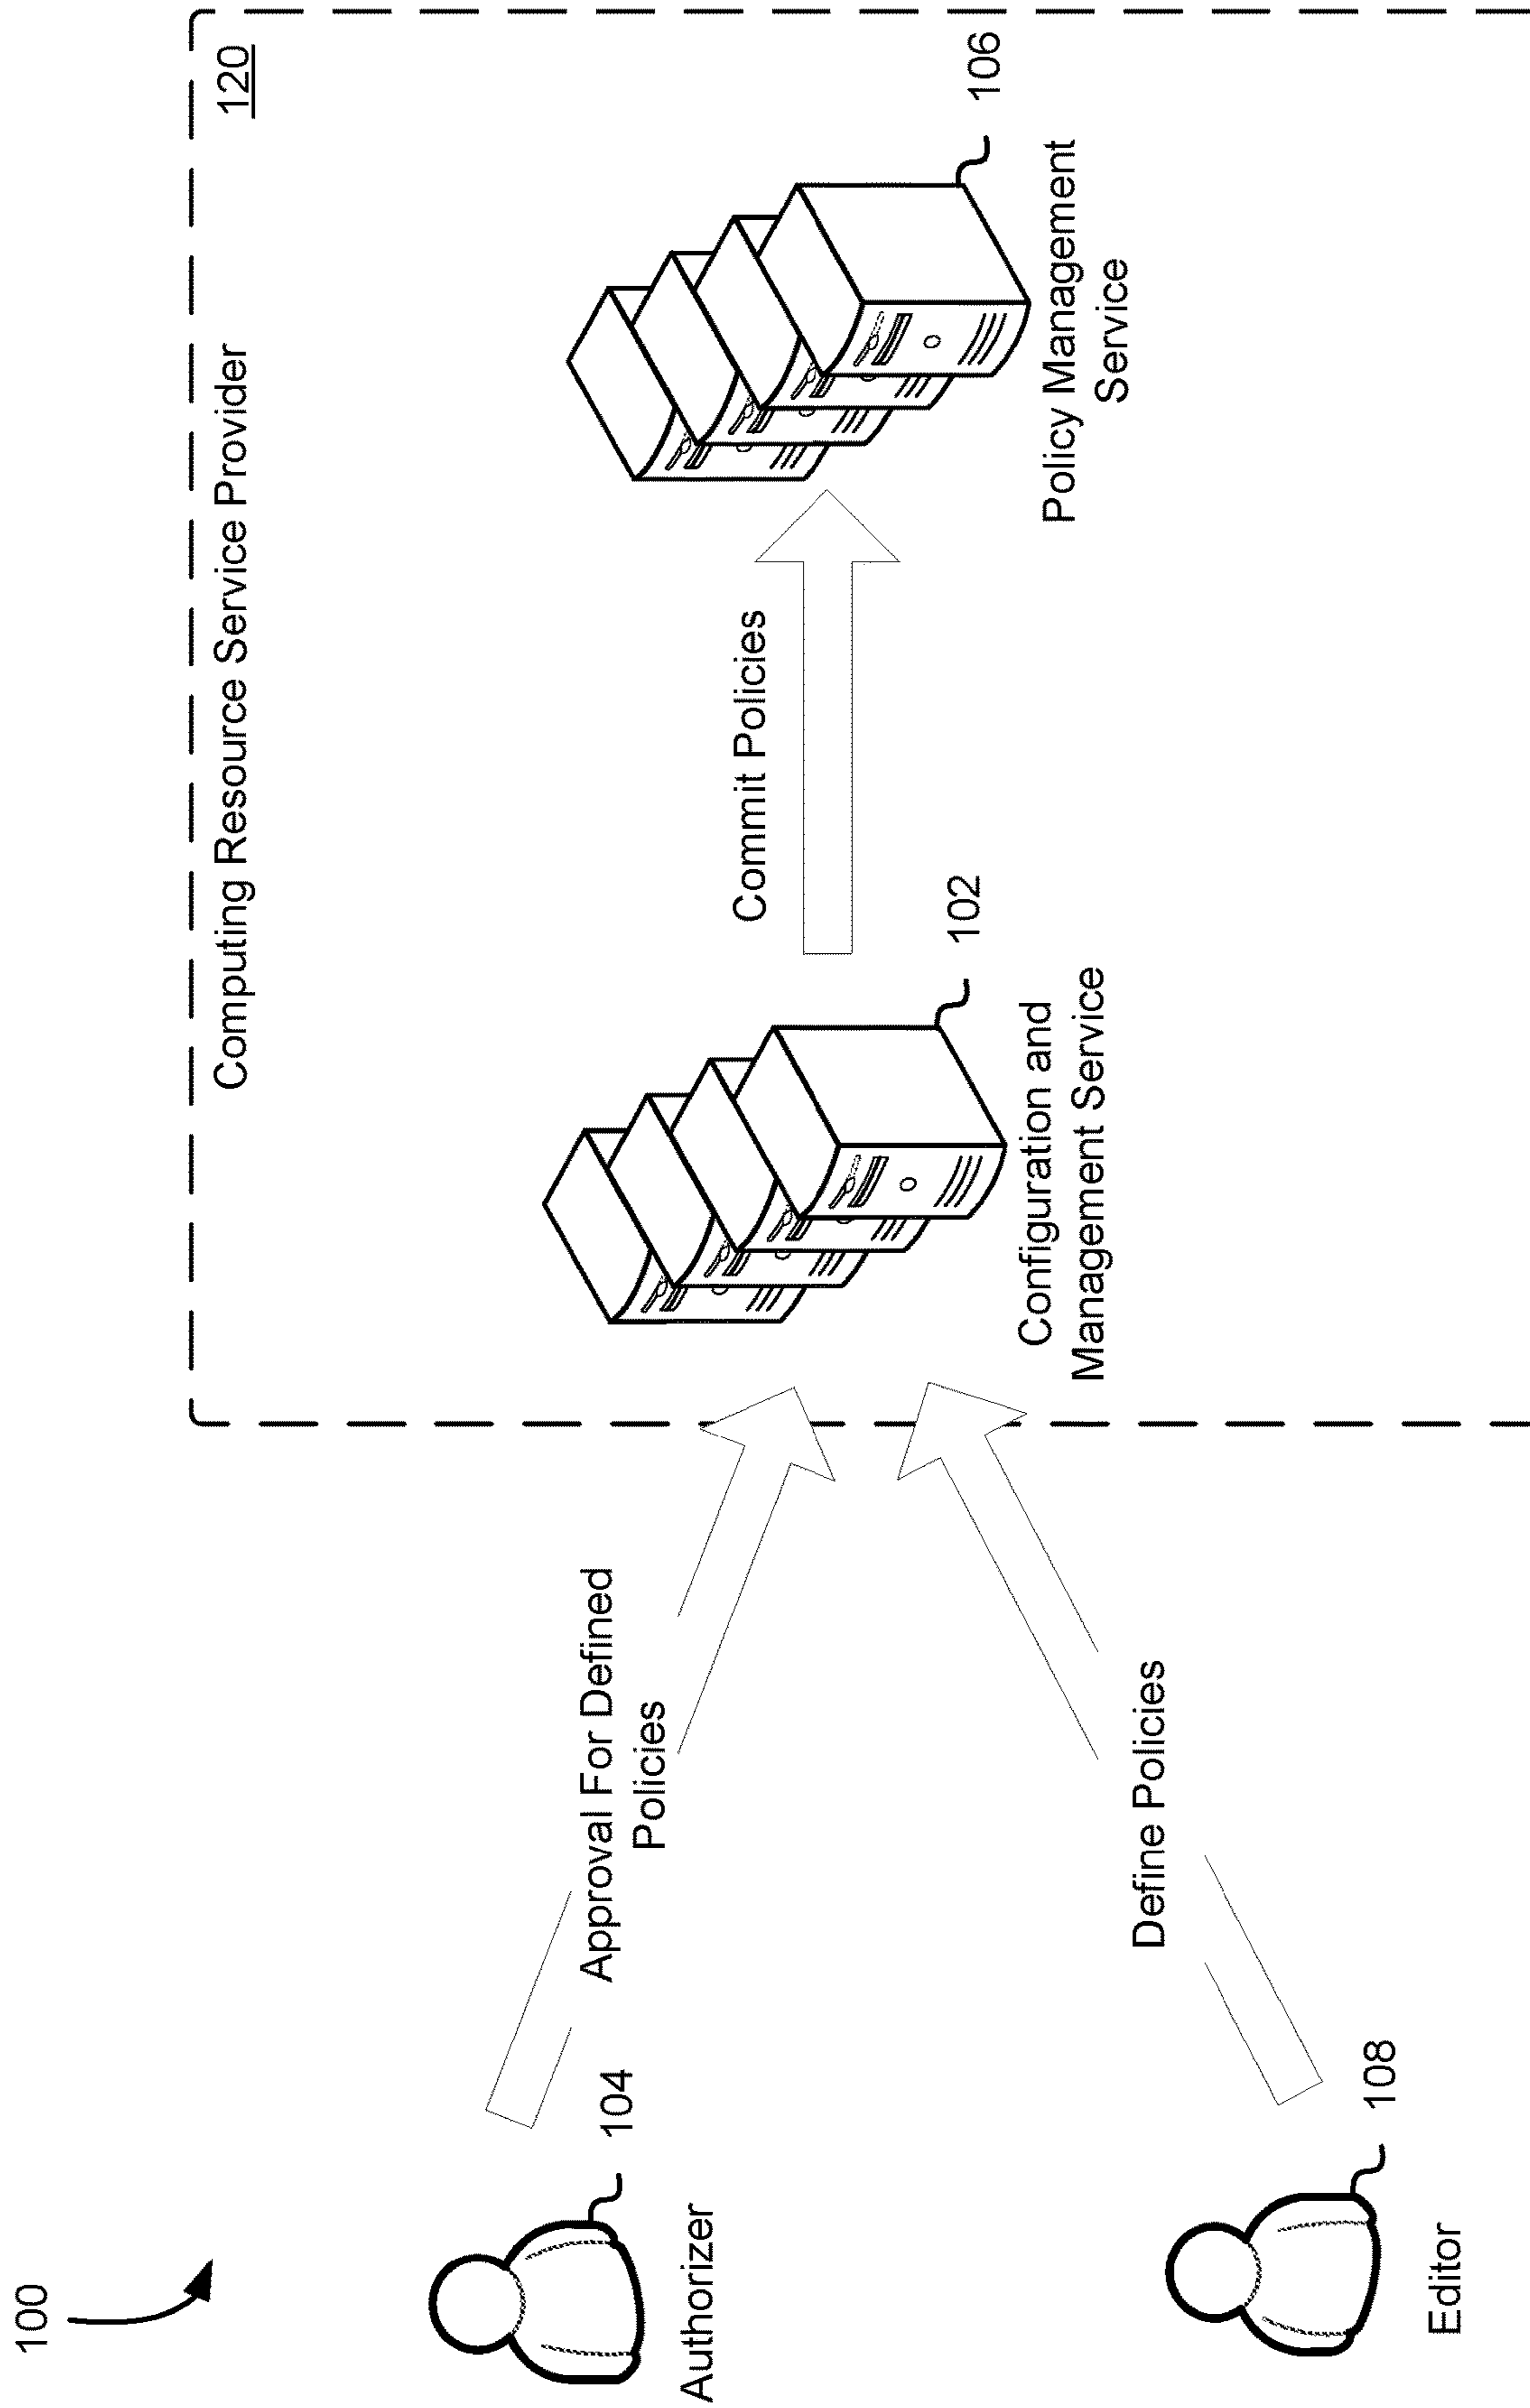 100
Computing Resource Service Provider
120
Authorizer
104
Approval For Defined
Policies
Configuration and
Management Service
102
Commit Policies
Policy Management
Service
106
Define Policies
Editor
108